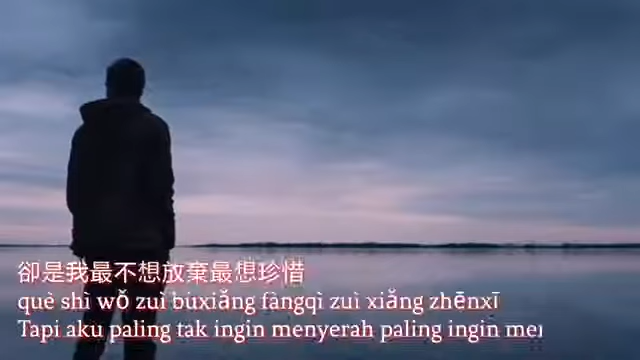 卻是我最不想放棄最想珍惜
què shì wǒ zuì bùxiǎng fàngqì zuì xiǎng zhēnxī
Tapi aku paling tak ingin menyerah paling ingin